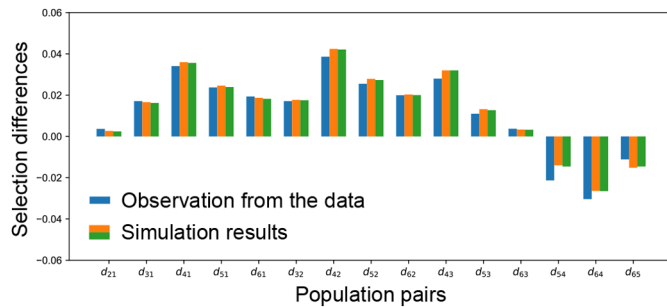 0.06
0.04
0.02
0.00
−0.02
−0.04
−0.06
Selection differences
Observation from the data
Simulation results
d21 d31 d41 d51 d61 d32 d42 d52 d62 d43 d53 d63 d54 d64 d65
Population pairs